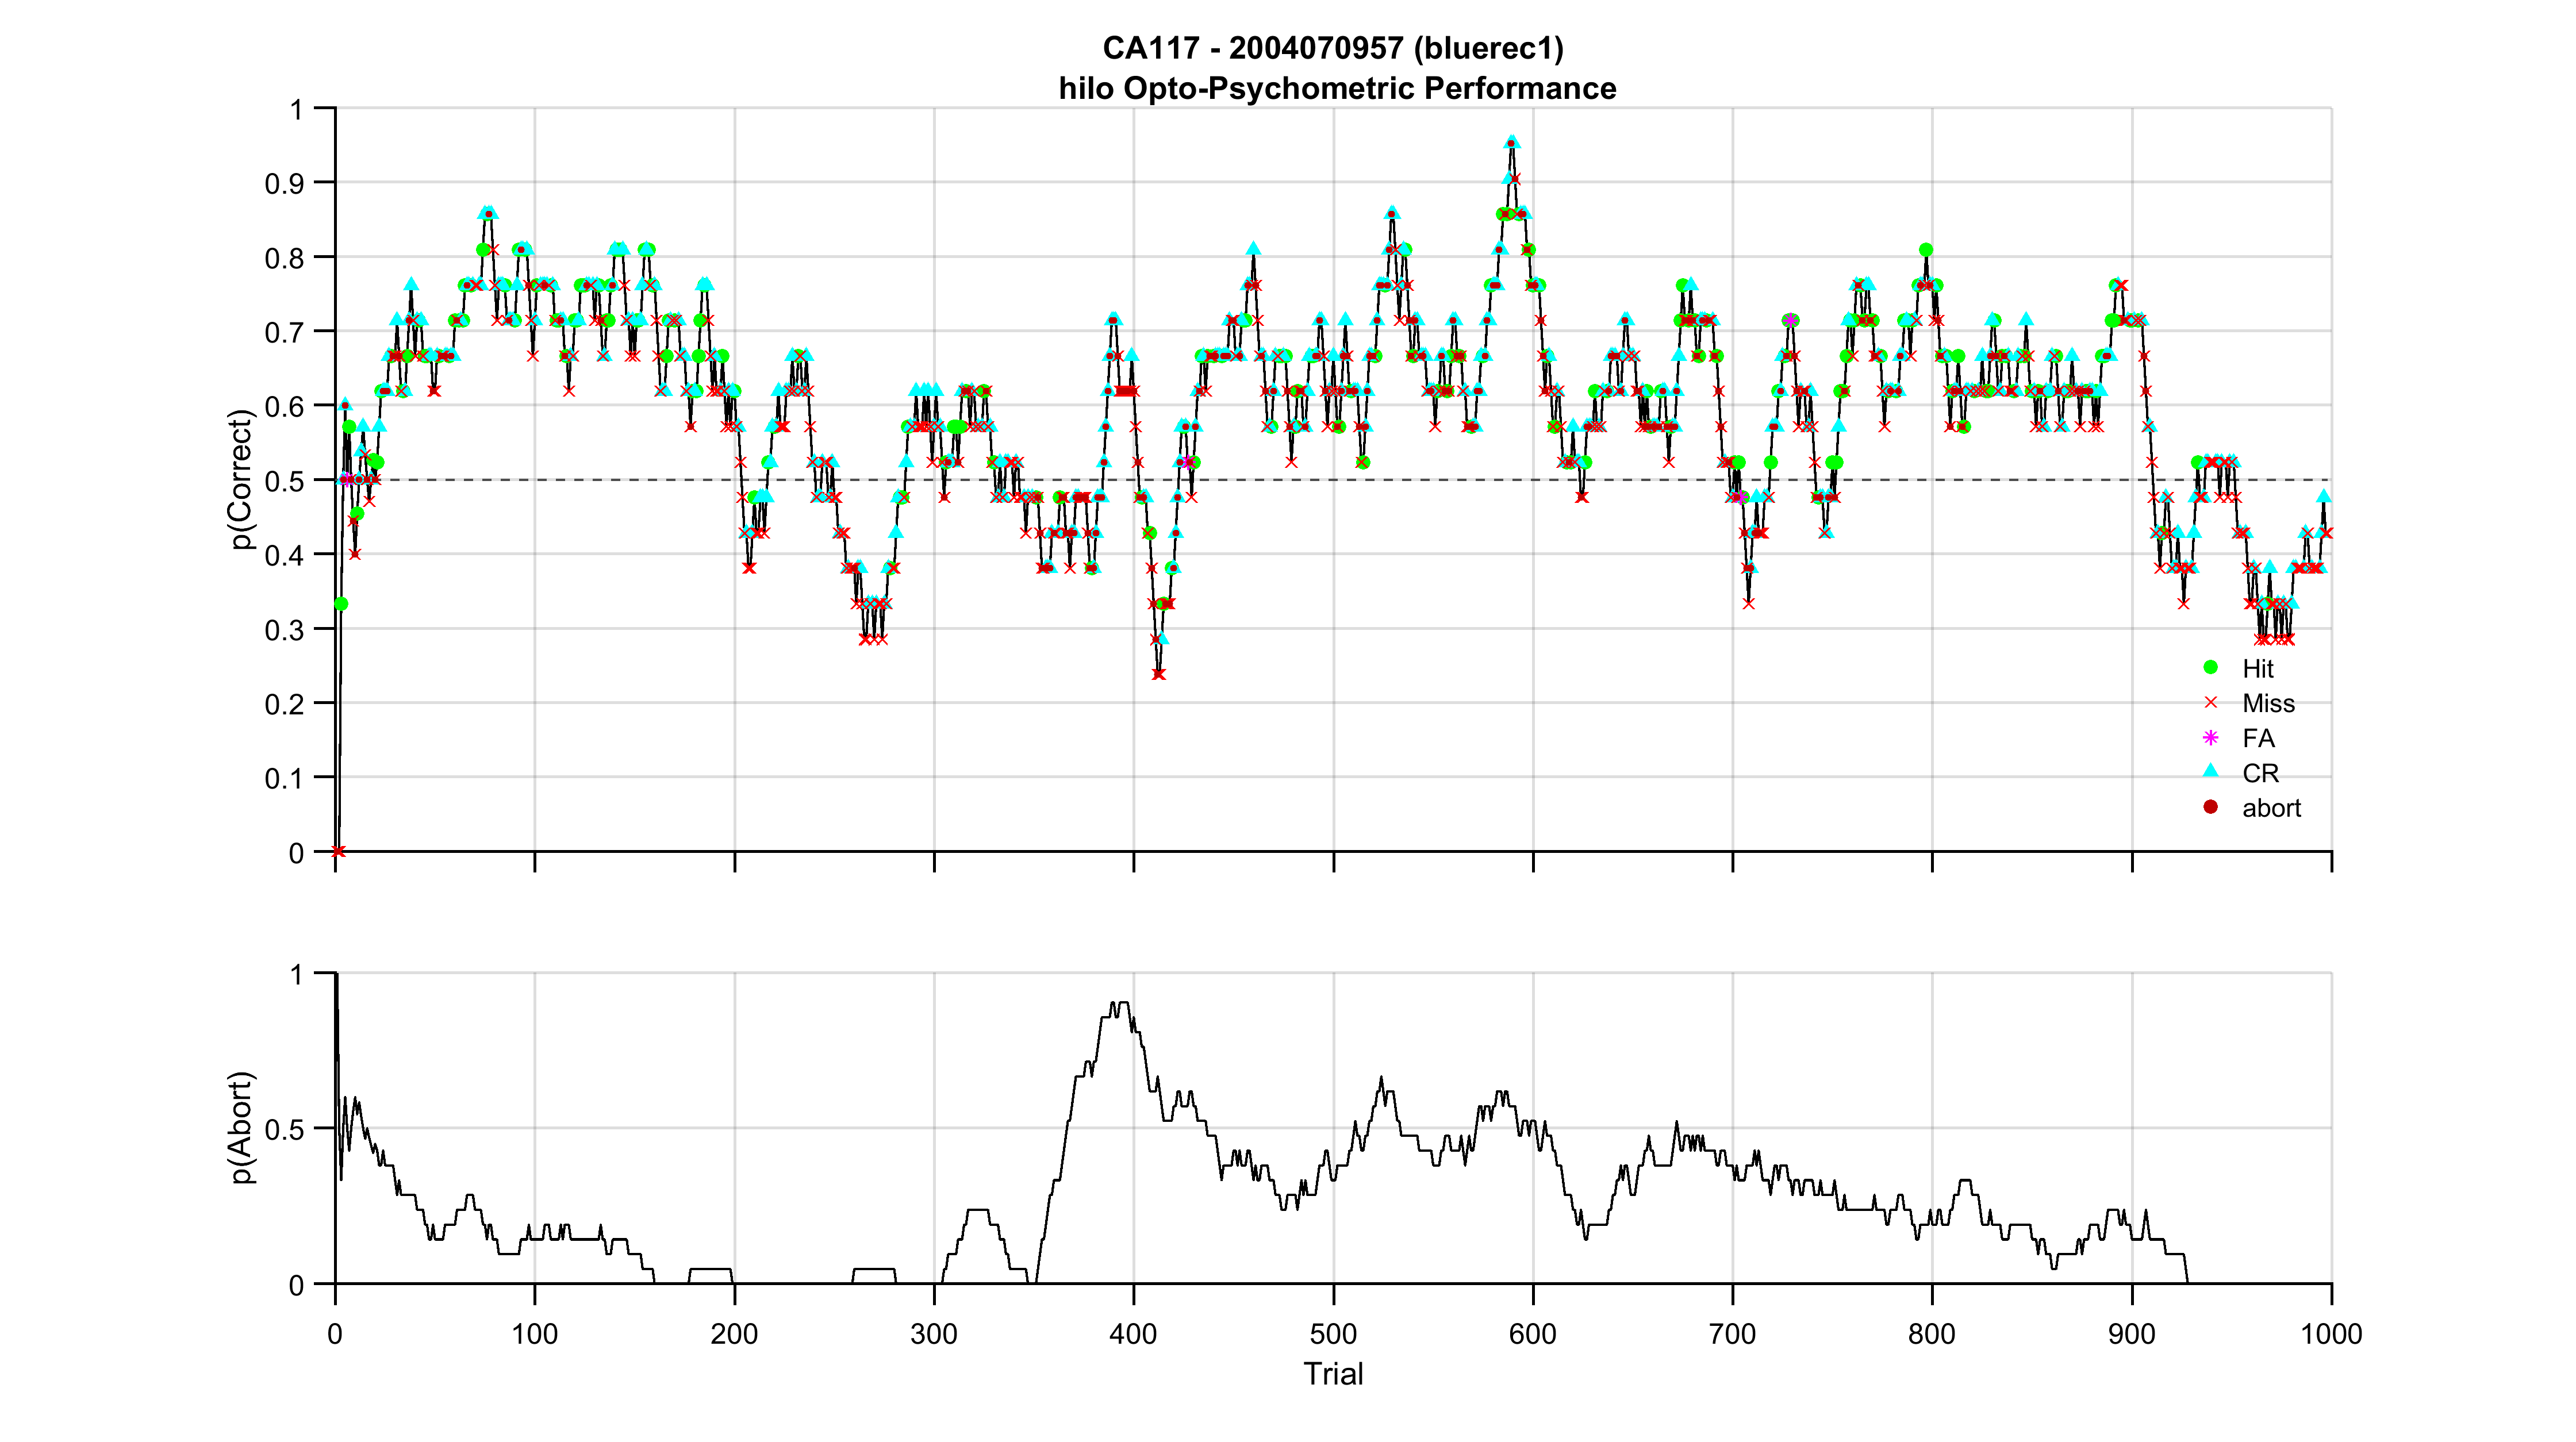 CA117 - 2004070957 (bluerec1)
hilo Opto-Psychometric Performance
1
0.9
0.8
0.7
0.6
0.5
0.4
0.3
0.2
0.1
0
p(Correct)
Hit
Miss
FA
CR
abort
1
0.5
0
p(Abort)
0 100 200 300 400 500 600 700 800 900 1000
Trial